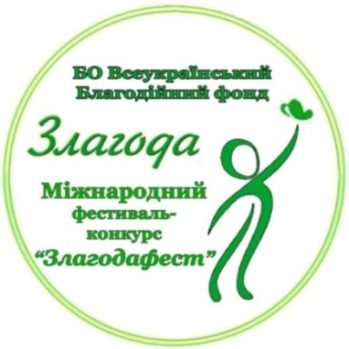 БО Всеукраїнський
Благодійний фонд
Злагода
Міжнародний
фестиваль-
конкурс
“Злагодафест”